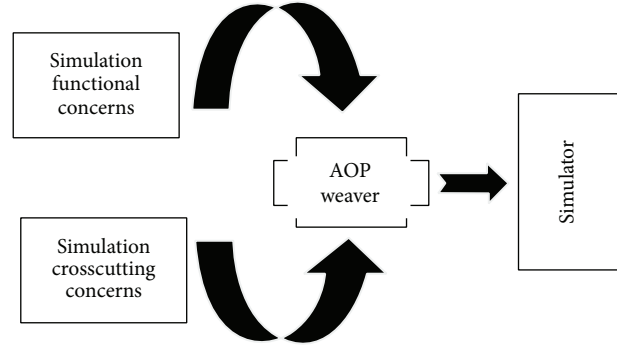 Simulation
functional
concerns
AOP
weaver
Simulator
Simulation
crosscutting
concerns